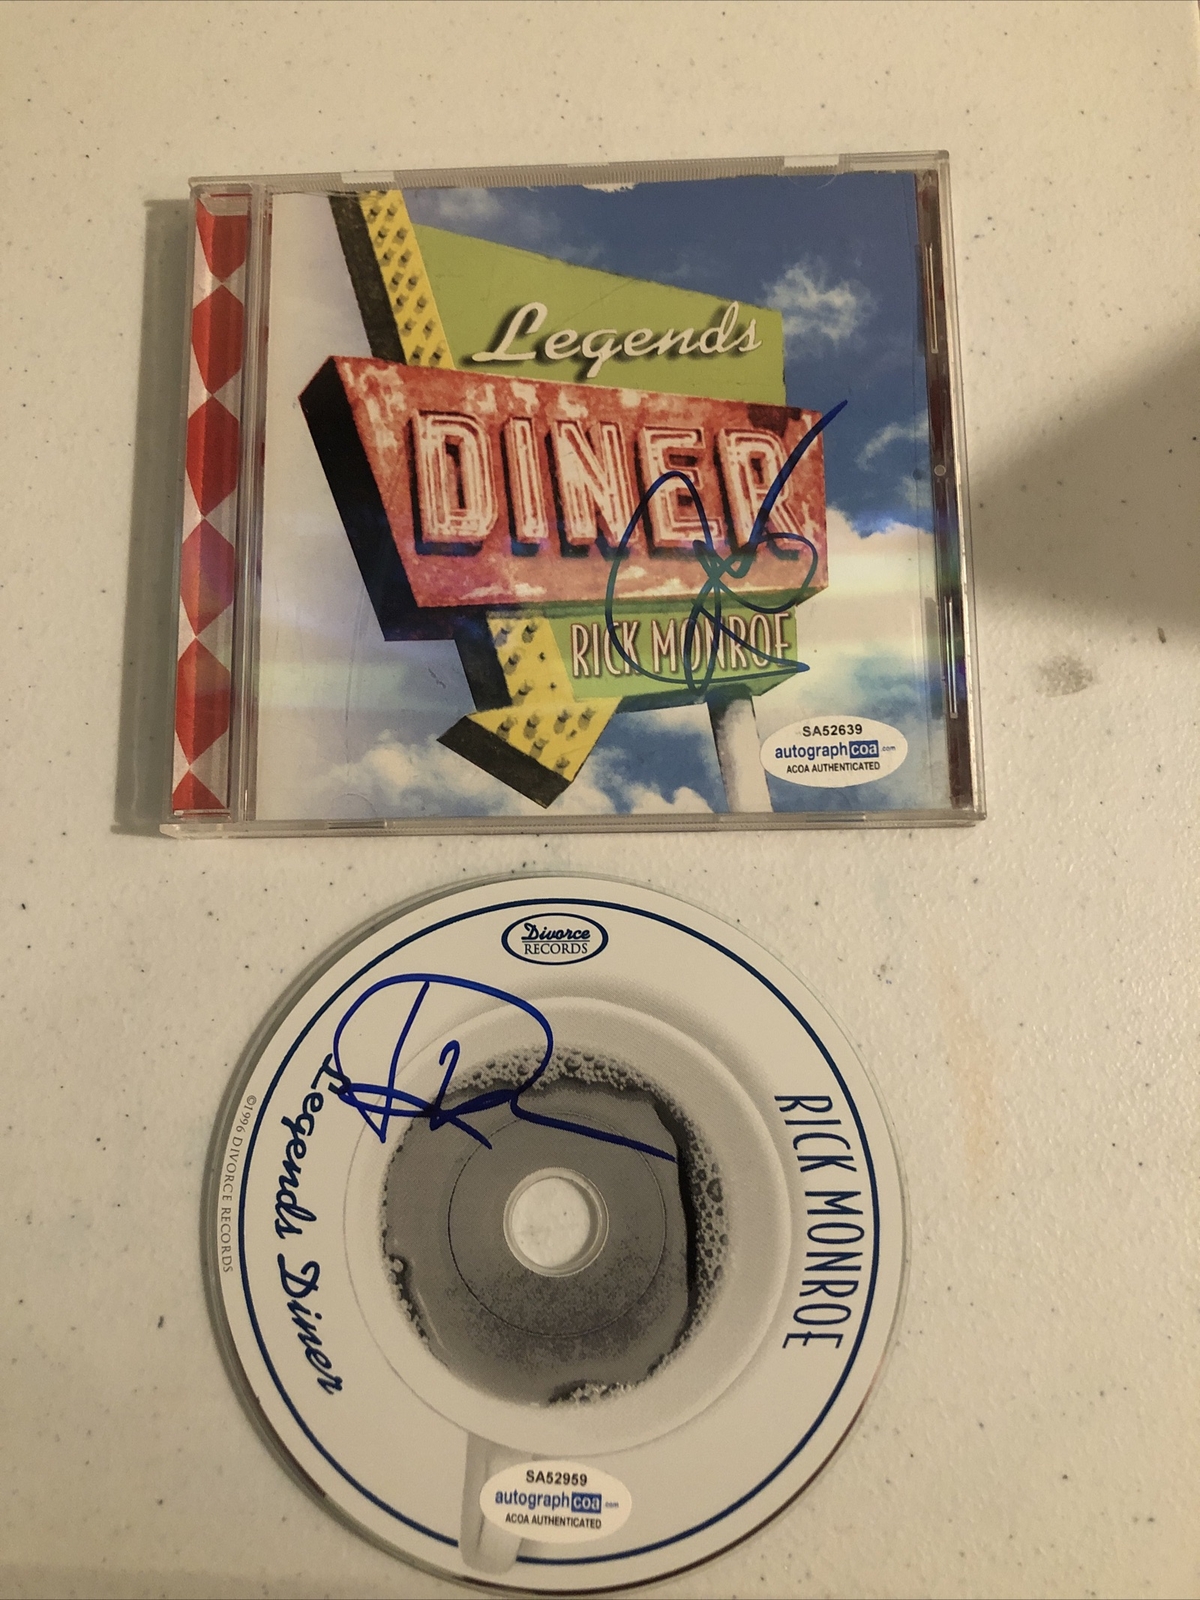 Legends
DINER
RICK MONROE
SA52639
autographcoa.com
ACOA AUTHENTICATED
Divorce
RECORDS
RICK MONROE
Legends Diner
©1996 DIVORCE RECORDS
SA52959
autographcoa.com
ACOA AUTHENTICATED